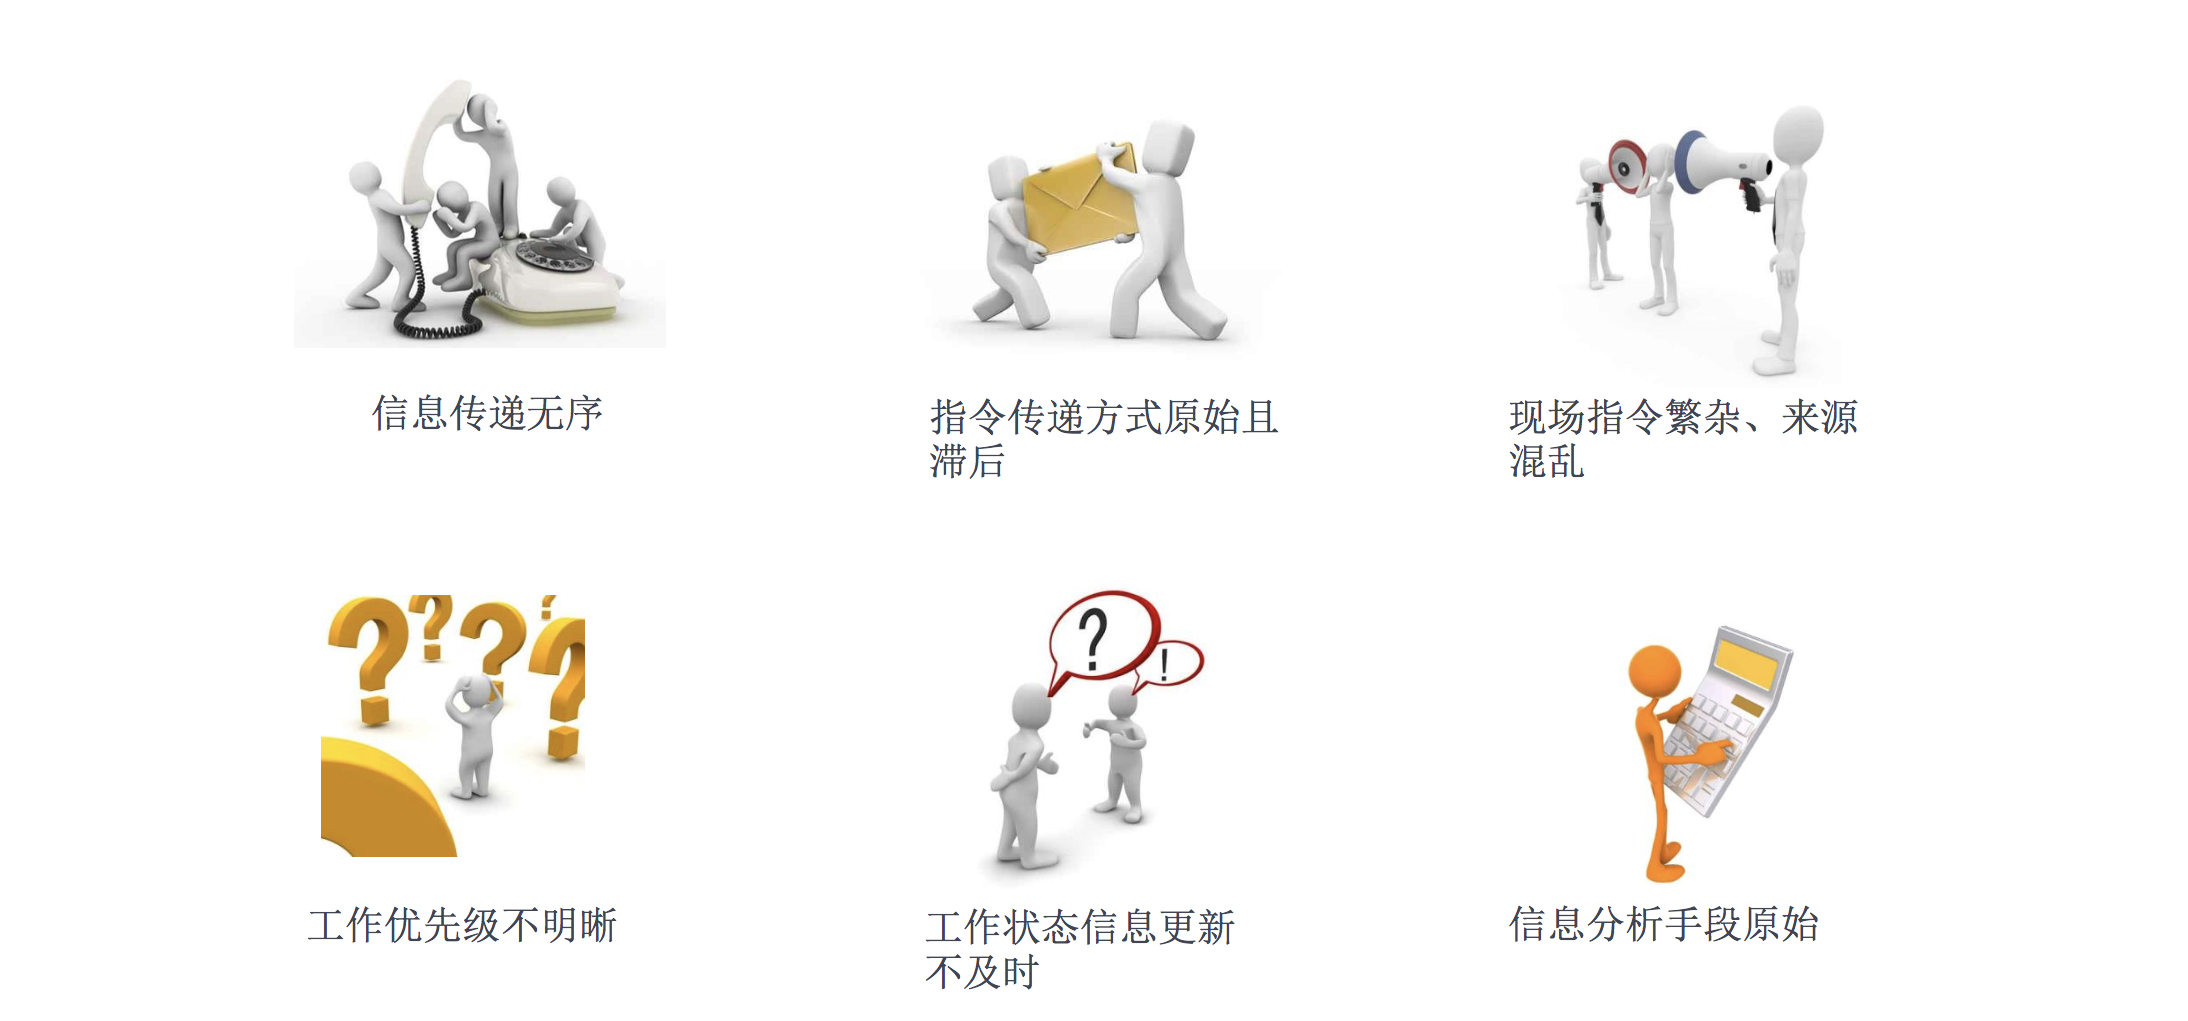 信息传递无序
指令传递方式原始且
滞后
现场指令繁杂、来源
混乱
?
!
工作优先级不明晰
工作状态信息更新
不及时
信息分析手段原始